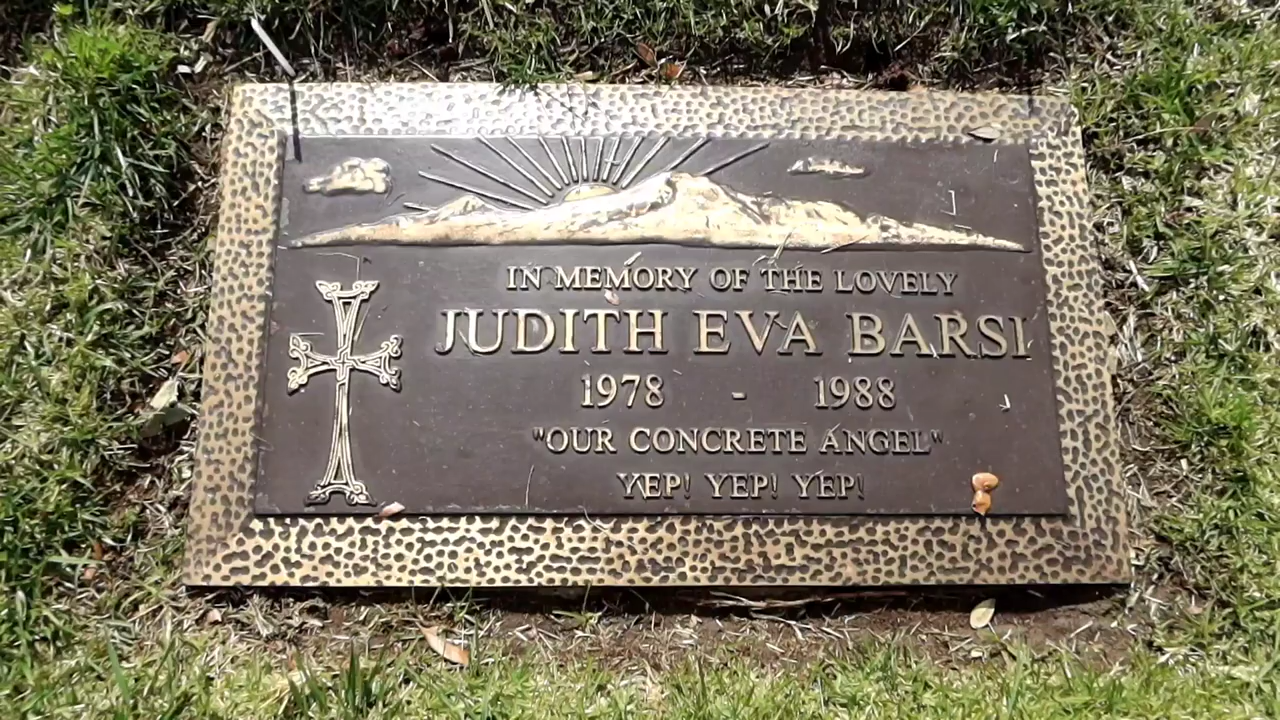 IN MEMORY OF THE LOVELY
JUDITH EVA BARSI
1978 - 1988
"OUR CONCRETE ANGEL"
YEP! YEP! YEP!